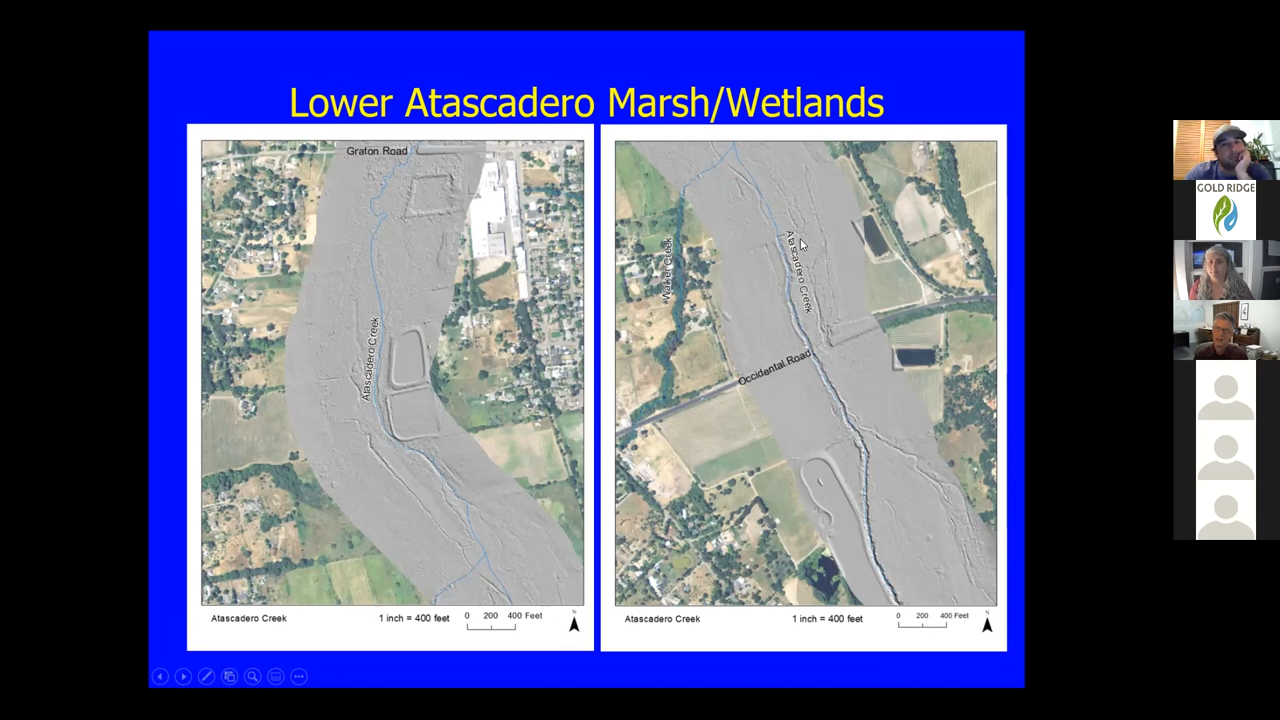 Lower Atascadero Marsh/Wetlands
Graton Road
Atascadero Creek
Atascadero Creek
1 inch = 400 feet
0 200 400 Feet
N
Walker Creek
Atascadero Creek
Occidental Road
Atascadero Creek
1 inch = 400 feet
0 200 400 Feet
N
GOLD RIDGE